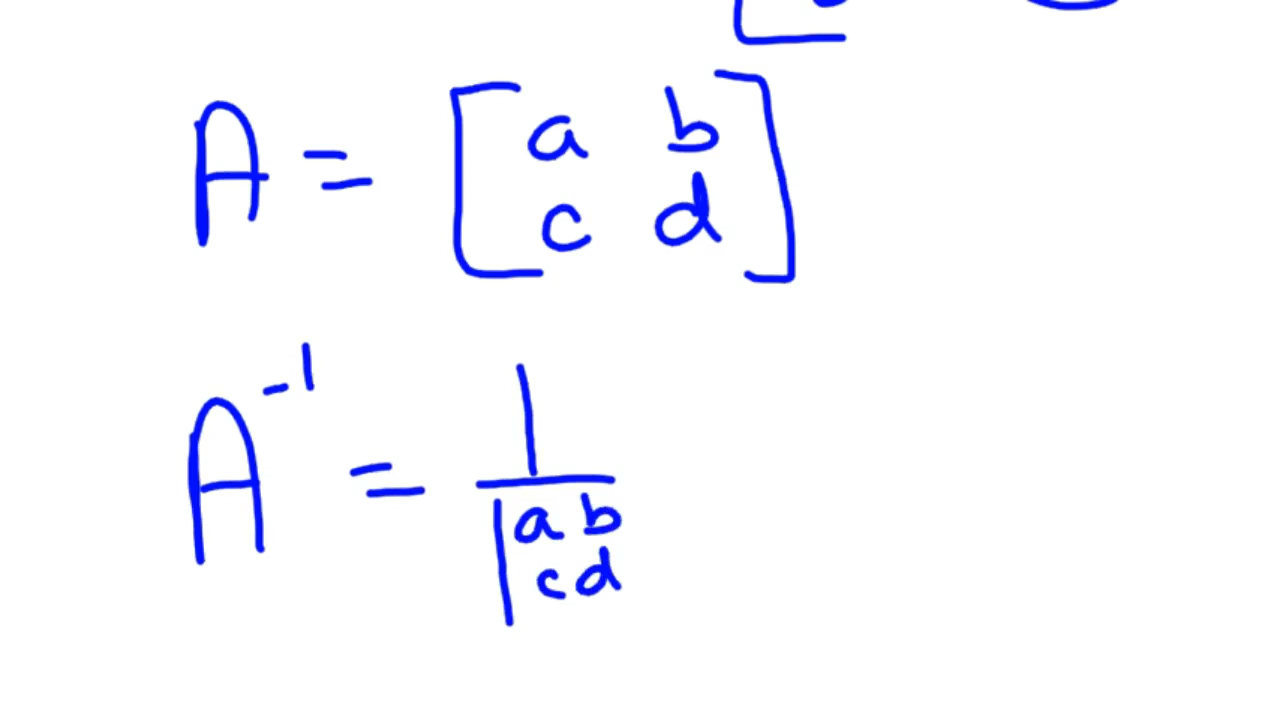 A = [a b
c d]
A⁻¹ = 1
|a b
c d